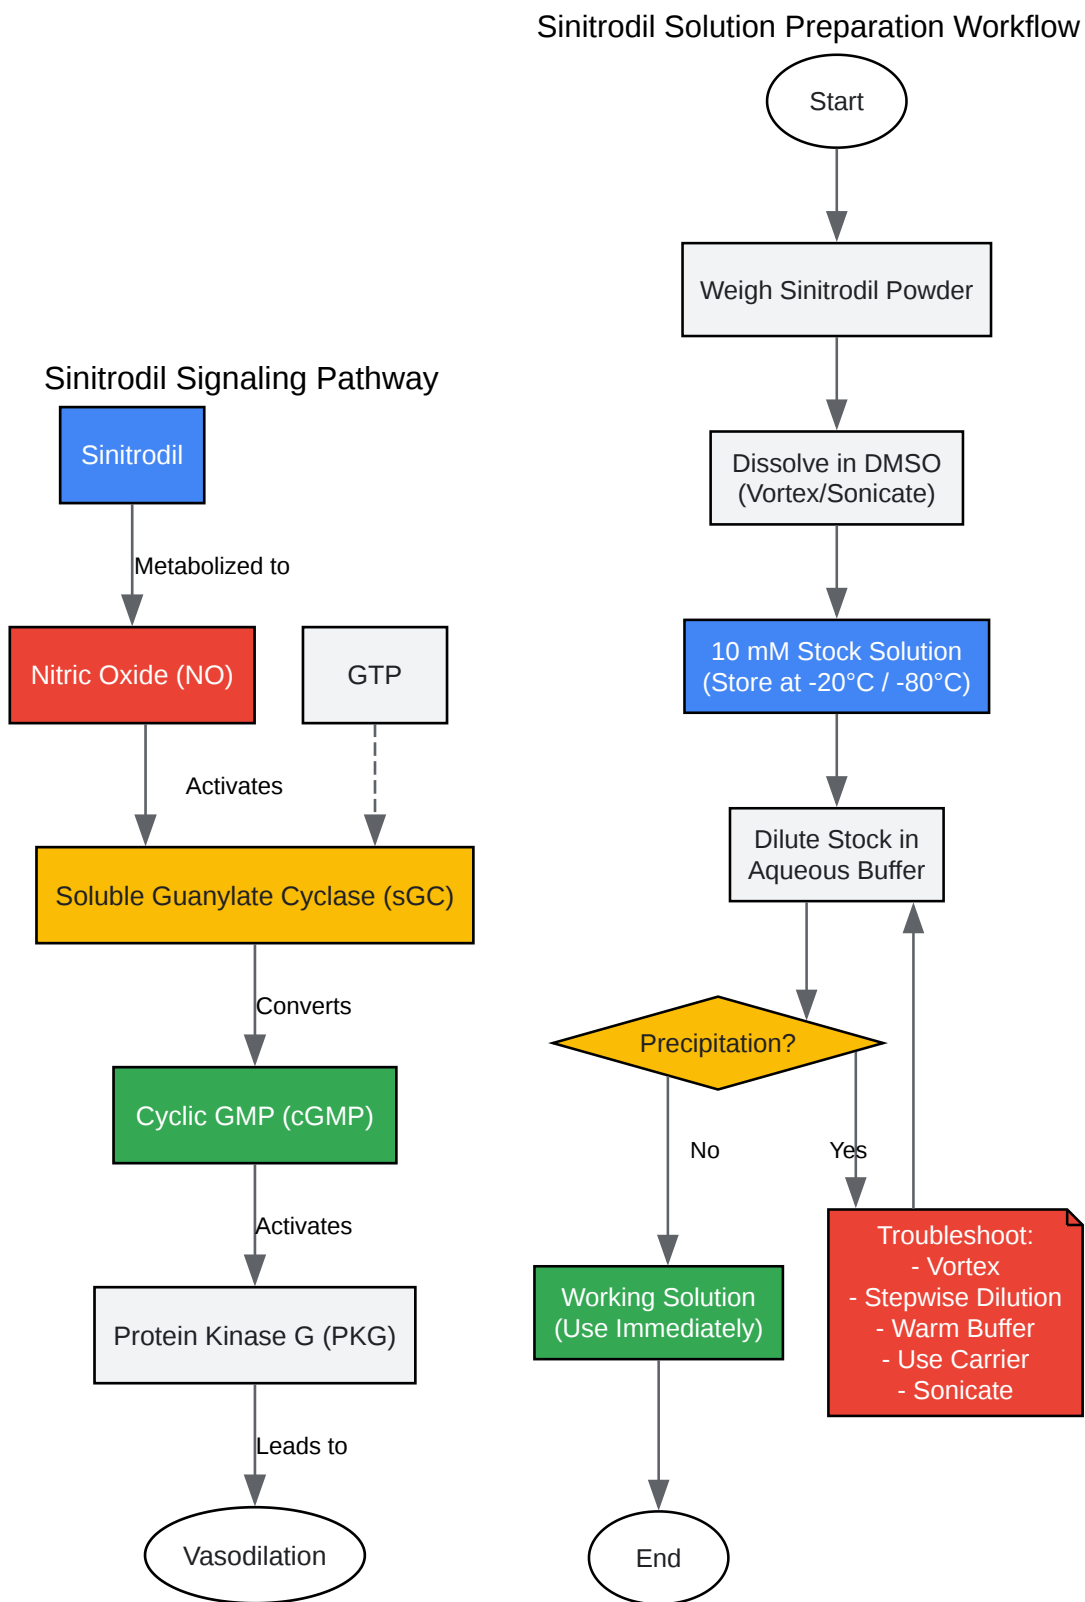 Sinitrodil Signaling Pathway
Sinitrodil
Metabolized to
Nitric Oxide (NO)
GTP
Activates
Soluble Guanylate Cyclase (sGC)
Converts
Cyclic GMP (cGMP)
Activates
Protein Kinase G (PKG)
Leads to
Vasodilation
Sinitrodil Solution Preparation Workflow
Start
Weigh Sinitrodil Powder
Dissolve in DMSO
(Vortex/Sonicate)
10 mM Stock Solution
(Store at -20°C / -80°C)
Dilute Stock in
Aqueous Buffer
Precipitation?
No
Yes
Working Solution
(Use Immediately)
Troubleshoot:
- Vortex
- Stepwise Dilution
- Warm Buffer
- Use Carrier
- Sonicate
End